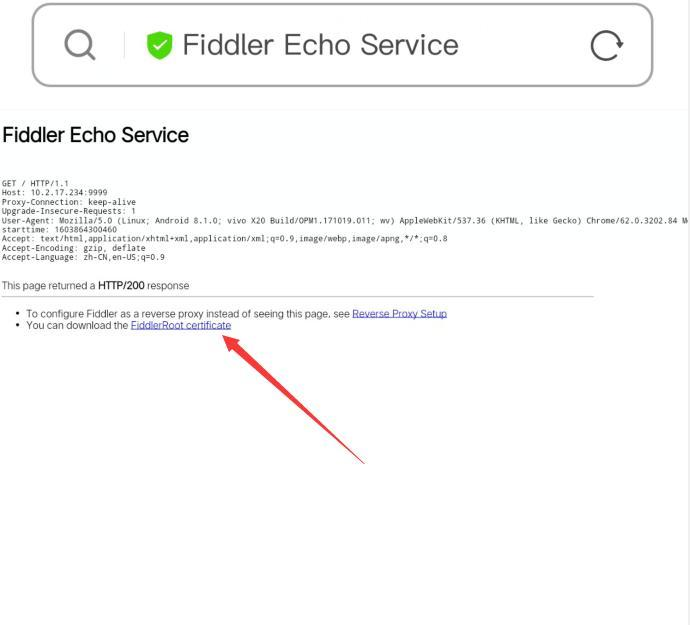 Fiddler Echo Service
Fiddler Echo Service
GET / HTTP/1.1
Host: 10.2.17.234:9999
Proxy-Connection: keep-alive
Upgrade-Insecure-Requests: 1
User-Agent: Mozilla/5.0 (Linux; Android 8.1.0; vivo X20 Build/OPM1.171019.011; wv) AppleWebKit/537.36 (KHTML, like Gecko) Chrome/62.0.3202.84 M
starttime: 1603864300460
Accept: text/html,application/xhtml+xml,application/xml;q=0.9,image/webp,image/apng,*/*;q=0.8
Accept-Encoding: gzip, deflate
Accept-Language: zh-CN,en-US;q=0.9
This page returned a HTTP/200 response
• To configure Fiddler as a reverse proxy instead of seeing this page, see Reverse Proxy Setup
• You can download the FiddlerRoot certificate